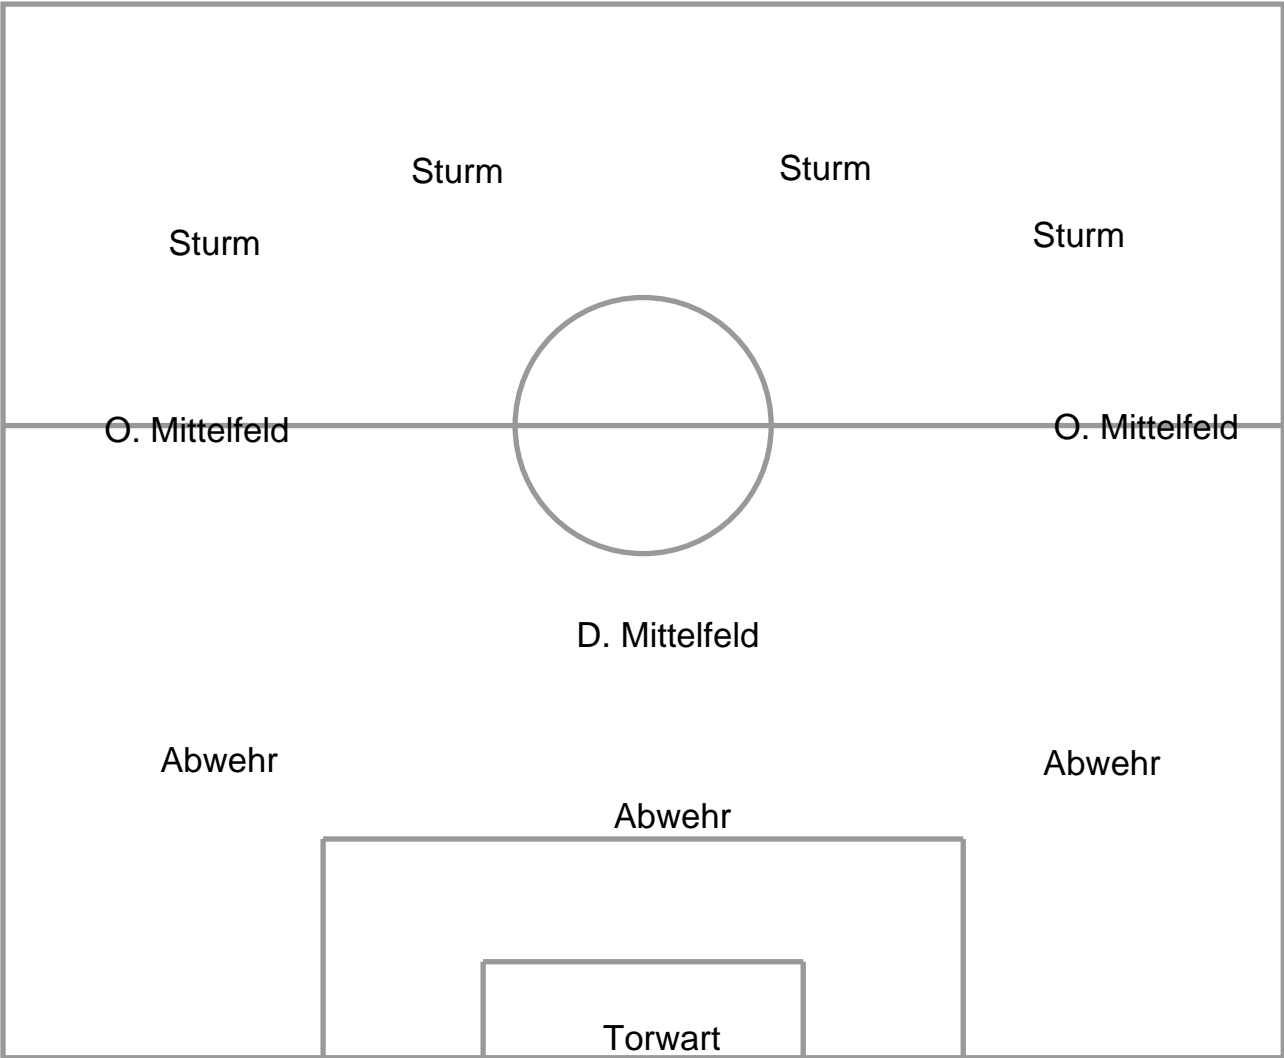 Sturm
Sturm
Sturm
Sturm
O. Mittelfeld
O. Mittelfeld
D. Mittelfeld
Abwehr
Abwehr
Abwehr
Torwart